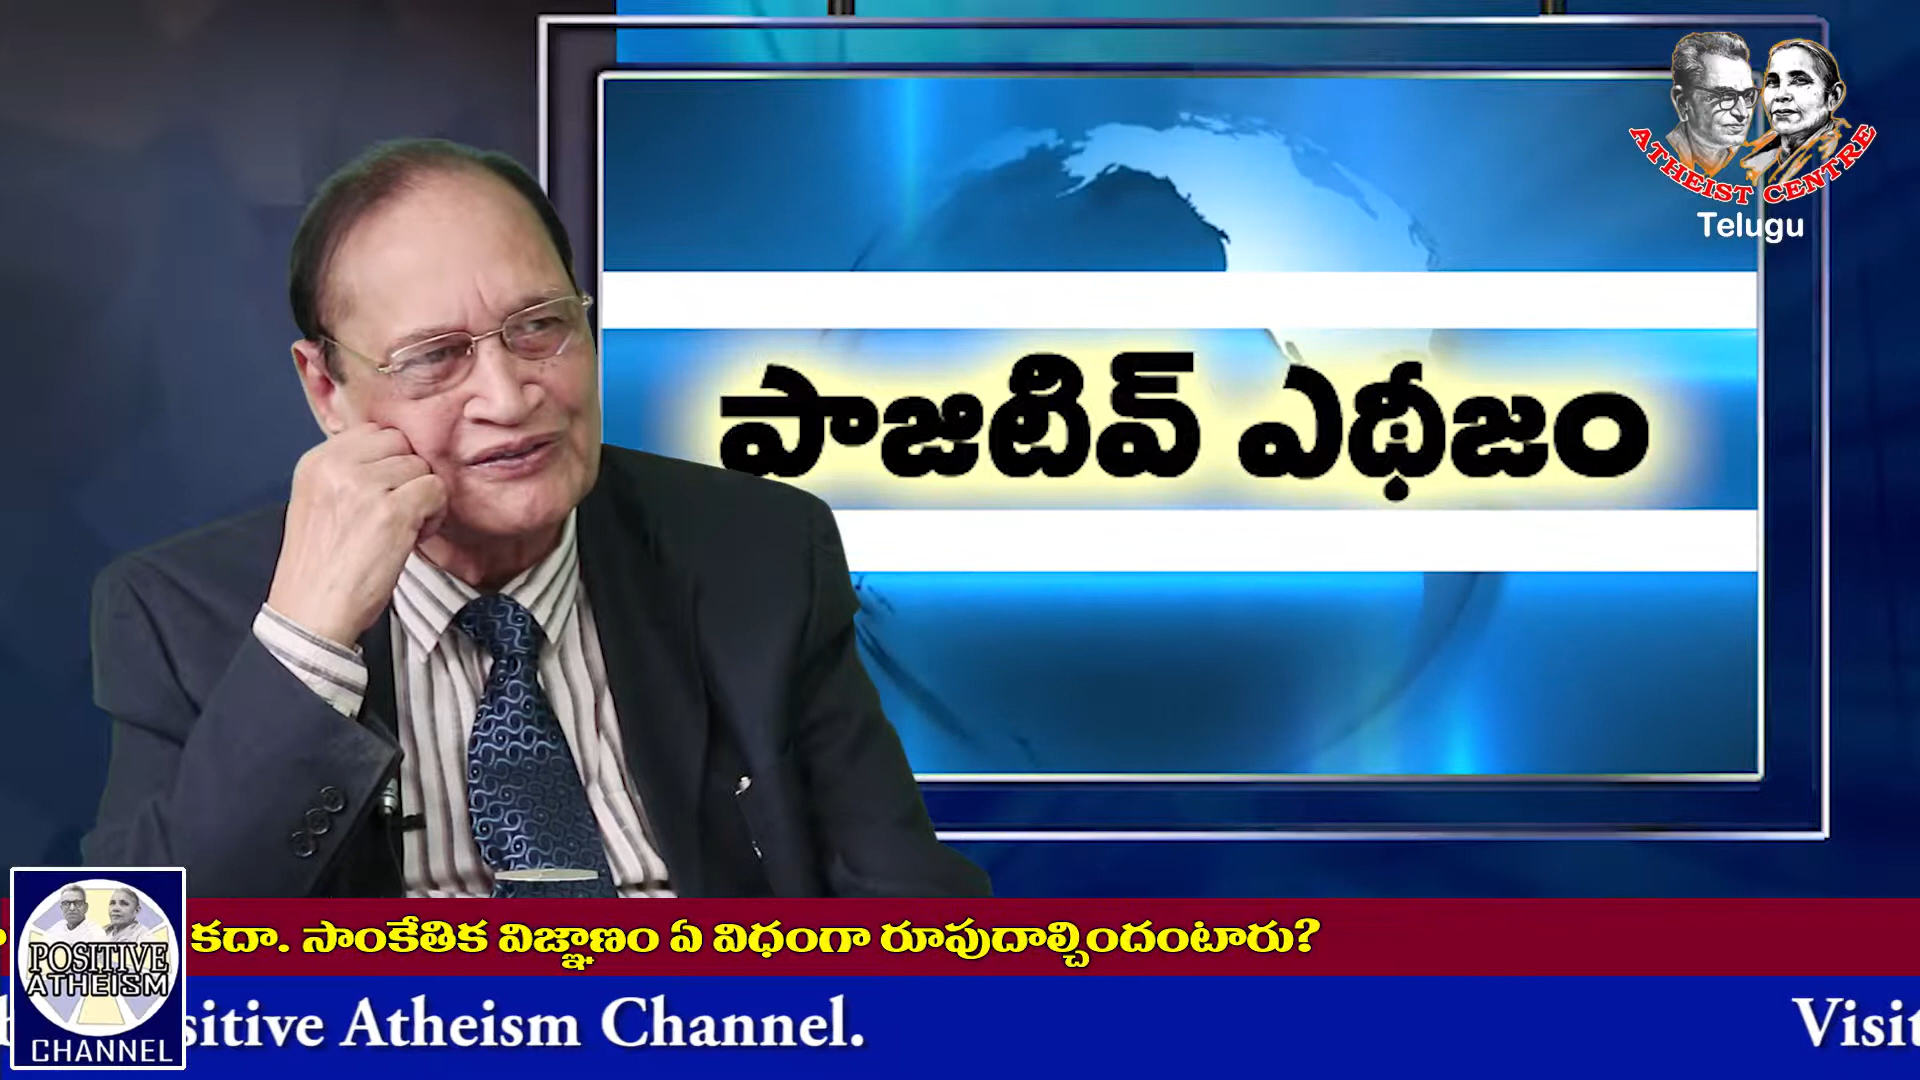 ATHEIST CENTRE
Telugu
పాజిటివ్ ఎథీజం
కదా. సాంకేతిక విజ్ఞాణం ఏ విధంగా రూపుదాల్చిందంటారు?
POSITIVE
ATHEISM
CHANNEL
sitive Atheism Channel. Visit